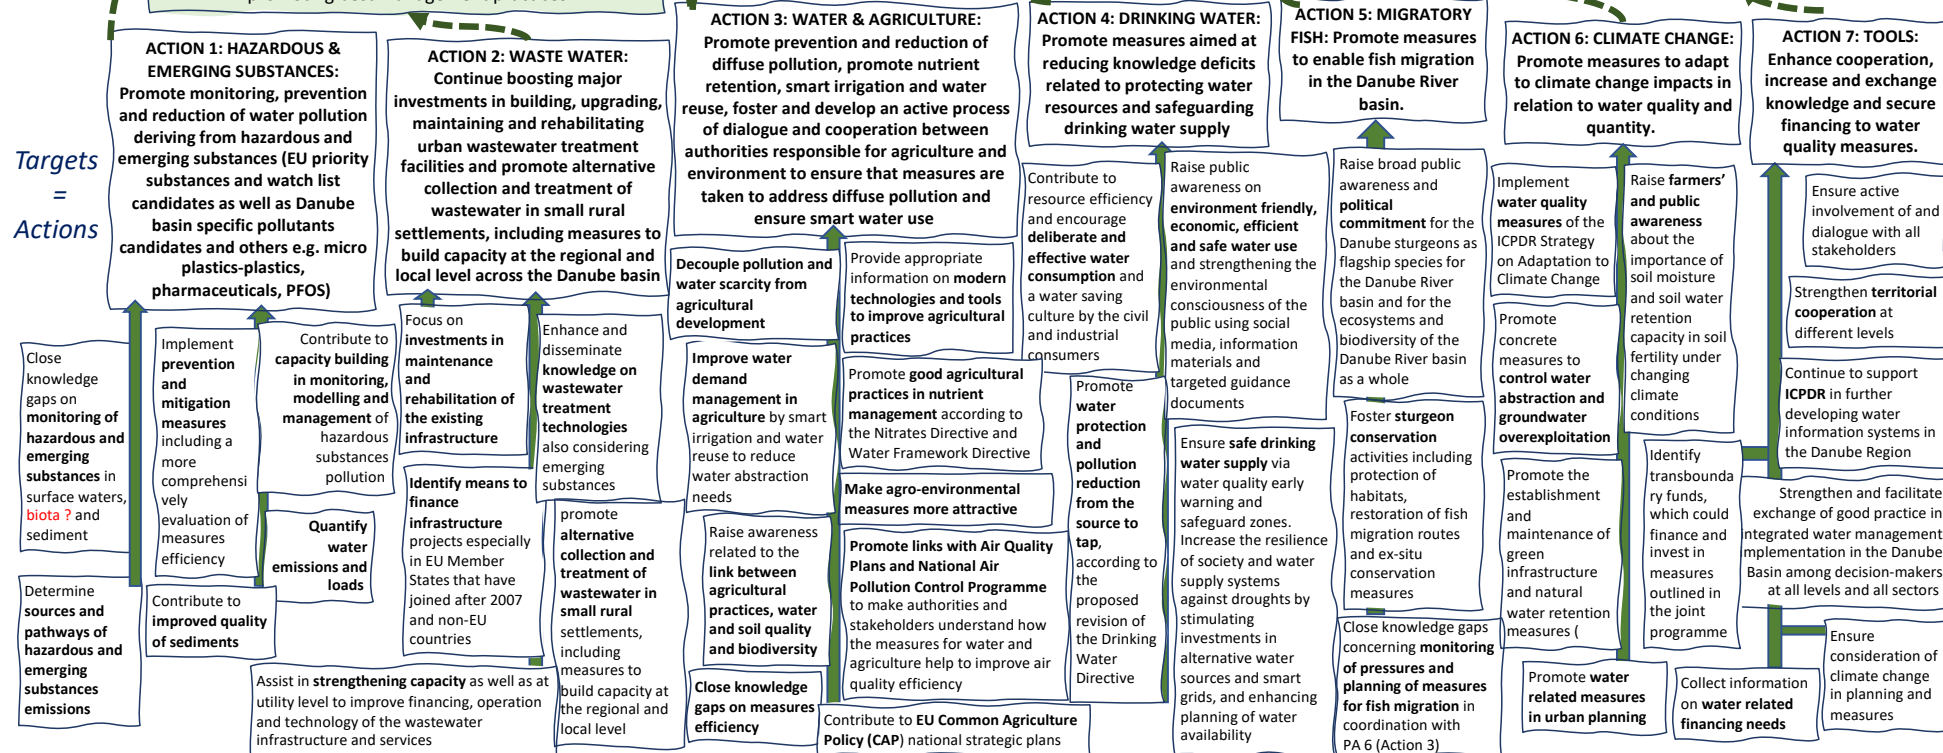 Targets
=
Actions
ACTION 1: HAZARDOUS &
EMERGING SUBSTANCES:
Promote monitoring, prevention
and reduction of water pollution
deriving from hazardous and
emerging substances (EU priority
substances and watch list
candidates as well as Danube
basin specific pollutants
candidates and others e.g. micro
plastics-plastics,
pharmaceuticals, PFOS)
Close
knowledge
gaps on
monitoring of
hazardous and
emerging
substances in
surface waters,
biota ? and
sediment
Determine
sources and
pathways of
hazardous and
emerging
substances
emissions
Implement
prevention
and
mitigation
measures
including a
more
comprehensi
vely
evaluation of
measures
efficiency
Contribute to
improved quality
of sediments
Contribute to
capacity building
in monitoring,
modelling and
management of
hazardous
substances
pollution
Quantify
water
emissions and
loads
ACTION 2: WASTE WATER:
Continue boosting major
investments in building, upgrading,
maintaining and rehabilitating
urban wastewater treatment
facilities and promote alternative
collection and treatment of
wastewater in small rural
settlements, including measures to
build capacity at the regional and
local level across the Danube basin
Focus on
investments in
maintenance
and
rehabilitation of
the existing
infrastructure
Identify means to
finance
infrastructure
projects especially
in EU Member
States that have
joined after 2007
and non-EU
countries
Enhance and
disseminate
knowledge on
wastewater
treatment
technologies
also considering
emerging
substances
promote
alternative
collection and
treatment of
wastewater in
small rural
settlements,
including
measures to
build capacity at
the regional and
local level
Assist in strengthening capacity as well as at
utility level to improve financing, operation
and technology of the wastewater
infrastructure and services
ACTION 3: WATER & AGRICULTURE:
Promote prevention and reduction of
diffuse pollution, promote nutrient
retention, smart irrigation and water
reuse, foster and develop an active process
of dialogue and cooperation between
authorities responsible for agriculture and
environment to ensure that measures are
taken to address diffuse pollution and
ensure smart water use
Decouple pollution and
water scarcity from
agricultural
development
Improve water
demand
management in
agriculture by smart
irrigation and water
reuse to reduce
water abstraction
needs
Raise awareness
related to the
link between
agricultural
practices, water
and soil quality
and biodiversity
Close knowledge
gaps on measures
efficiency
Provide appropriate
information on modern
technologies and tools
to improve agricultural
practices
Promote good agricultural
practices in nutrient
management according to
the Nitrates Directive and
Water Framework Directive
Make agro-environmental
measures more attractive
Promote links with Air Quality
Plans and National Air
Pollution Control Programme
to make authorities and
stakeholders understand how
the measures for water and
agriculture help to improve air
quality efficiency
Contribute to EU Common Agriculture
Policy (CAP) national strategic plans
ACTION 4: DRINKING WATER:
Promote measures aimed at
reducing knowledge deficits
related to protecting water
resources and safeguarding
drinking water supply
Contribute to
resource efficiency
and encourage
deliberate and
effective water
consumption and
a water saving
culture by the civil
and industrial
consumers
Promote
water
protection
and
pollution
reduction
from the
source to
tap,
according to
the
proposed
revision of
the Drinking
Water
Directive
Raise public
awareness on
environment friendly,
economic, efficient
and safe water use
and strengthening the
environmental
consciousness of the
public using social
media, information
materials and
targeted guidance
documents
Ensure safe drinking
water supply via
water quality early
warning and
safeguard zones.
Increase the resilience
of society and water
supply systems
against droughts by
stimulating
investments in
alternative water
sources and smart
grids, and enhancing
planning of water
availability
ACTION 5: MIGRATORY
FISH: Promote measures
to enable fish migration
in the Danube River
basin.
Raise broad public
awareness and
political
commitment for the
Danube sturgeons as
flagship species for
the Danube River
basin and for the
ecosystems and
biodiversity of the
Danube River basin
as a whole
Foster sturgeon
conservation
activities including
protection of
habitats,
restoration of fish
migration routes
and ex-situ
conservation
measures
Close knowledge gaps
concerning monitoring
of pressures and
planning of measures
for fish migration in
coordination with
PA 6 (Action 3)
ACTION 6: CLIMATE CHANGE:
Promote measures to adapt
to climate change impacts in
relation to water quality and
quantity.
Implement
water quality
measures of the
ICPDR Strategy
on Adaptation to
Climate Change
Promote
concrete
measures to
control water
abstraction and
groundwater
overexploitation
Promote the
establishment
and
maintenance of
green
infrastructure
and natural
water retention
measures (
Promote water
related measures
in urban planning
Raise farmers'
and public
awareness
about the
importance of
soil moisture
and soil water
retention
capacity in soil
fertility under
changing
climate
conditions
Identify
transbounda
ry funds,
which could
finance and
invest in
measures
outlined in
the joint
programme
Collect information
on water related
financing needs
ACTION 7: TOOLS:
Enhance cooperation,
increase and exchange
knowledge and secure
financing to water
quality measures.
Ensure active
involvement of and
dialogue with all
stakeholders
Strengthen territorial
cooperation at
different levels
Continue to support
ICPDR in further
developing water
information systems in
the Danube Region
Strengthen and facilitate
exchange of good practice in
integrated water management
implementation in the Danube
Basin among decision-makers
at all levels and all sectors
Ensure
consideration of
climate change
in planning and
measures